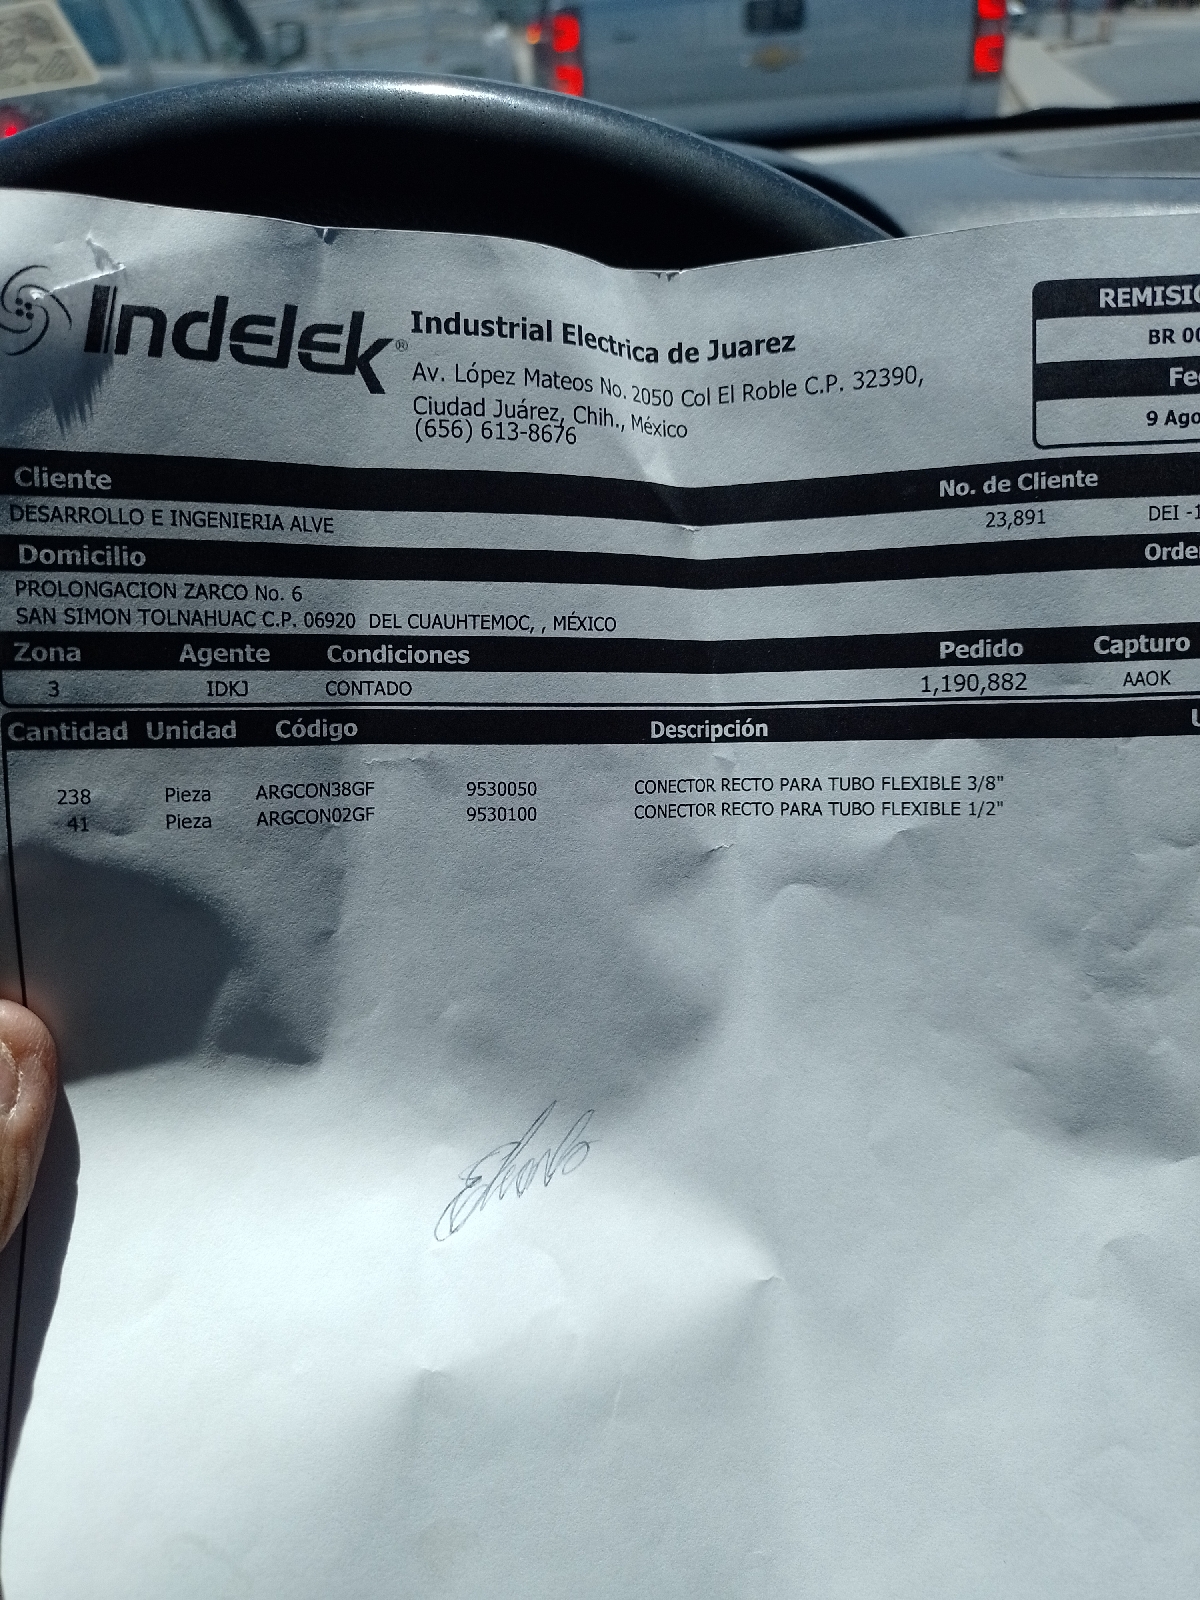 Indelek®
Industrial Electrica de Juarez
Av. López Mateos No. 2050 Col El Roble C.P. 32390,
Ciudad Juárez, Chih., México
(656) 613-8676
REMISIO
BR 00
Fe
9 Ago
Cliente No. de Cliente
DESARROLLO E INGENIERIA ALVE 23,891 DEI -1
Domicilio Orde
PROLONGACION ZARCO No. 6
SAN SIMON TOLNAHUAC C.P. 06920 DEL CUAUHTEMOC, , MÉXICO
Zona Agente Condiciones Pedido Capturo
3 IDKJ CONTADO 1,190,882 AAOK
Cantidad Unidad Código Descripción U
238 Pieza ARGCON38GF 9530050 CONECTOR RECTO PARA TUBO FLEXIBLE 3/8"
41 Pieza ARGCON02GF 9530100 CONECTOR RECTO PARA TUBO FLEXIBLE 1/2"